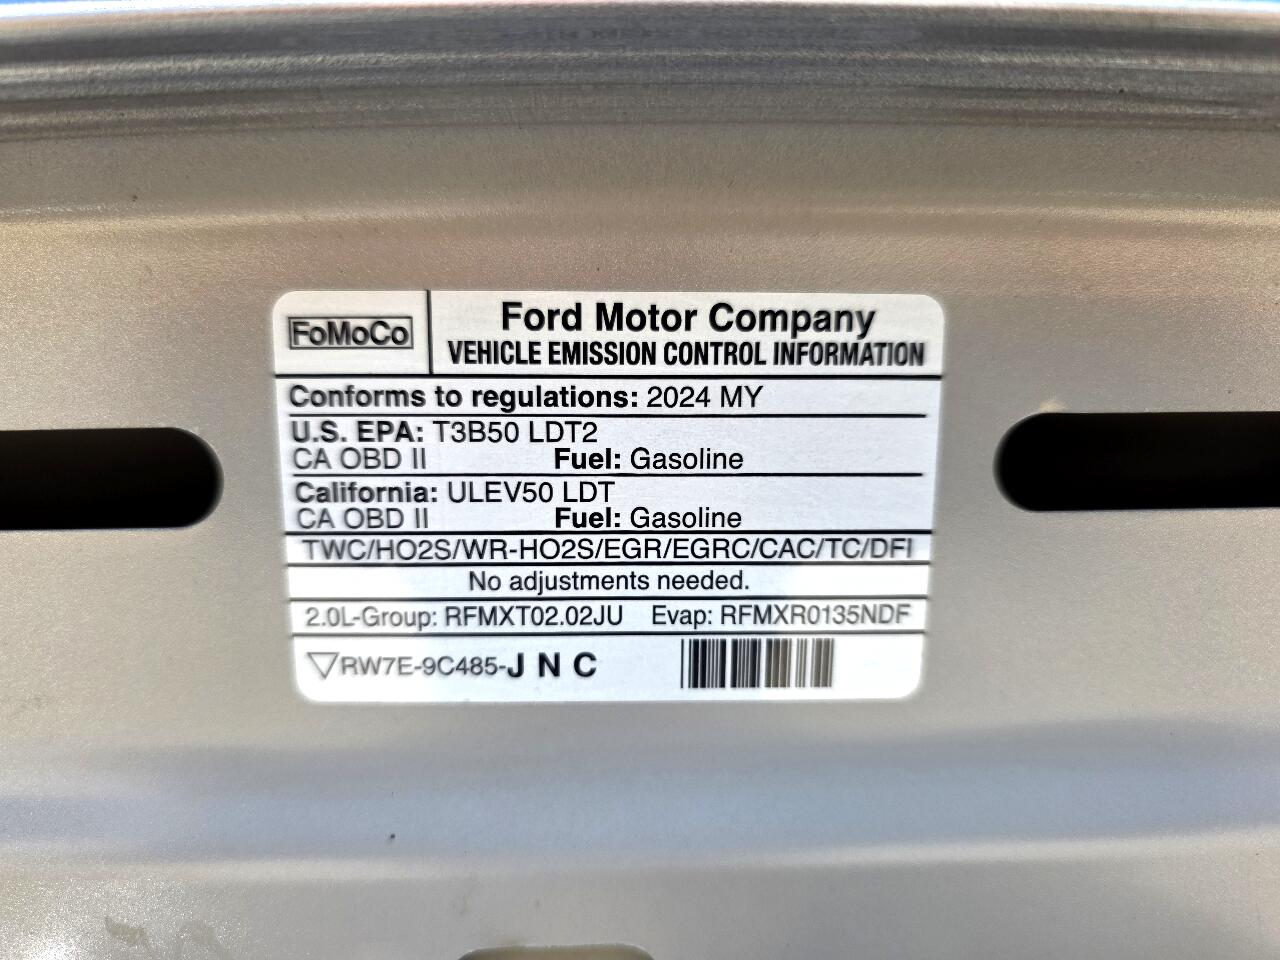 FoMoCo
Ford Motor Company
VEHICLE EMISSION CONTROL INFORMATION
Conforms to regulations: 2024 MY
U.S. EPA: T3B50 LDT2
CA OBD II Fuel: Gasoline
California: ULEV50 LDT
CA OBD II Fuel: Gasoline
TWC/HO2S/WR-HO2S/EGR/EGRC/CAC/TC/DFI
No adjustments needed.
2.0L-Group: RFMXT02.02JU Evap: RFMXR0135NDF
RW7E-9C485-J N C